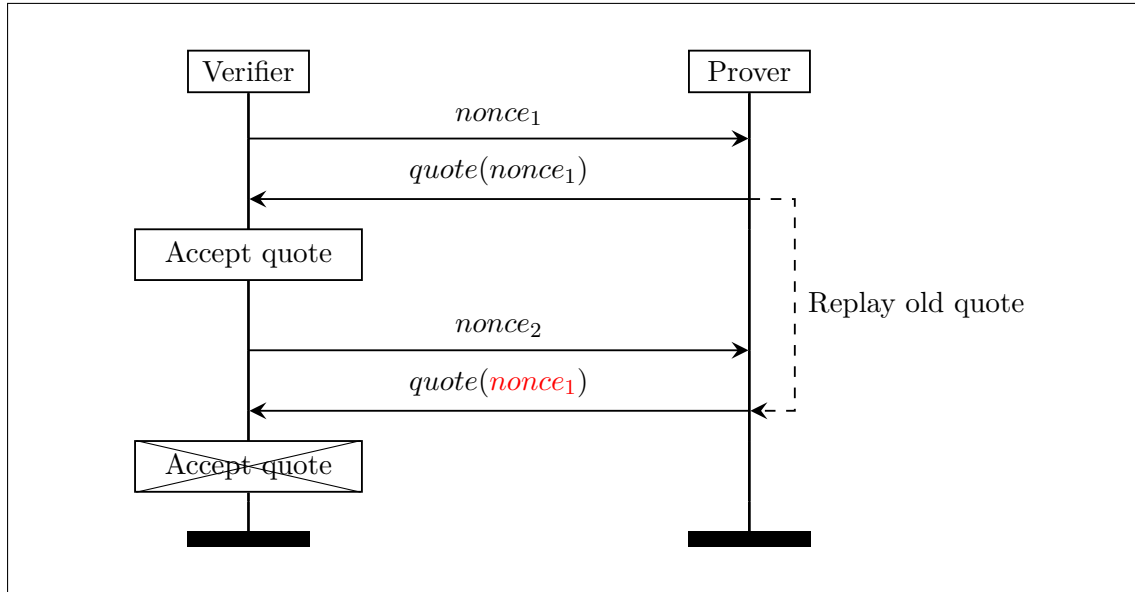 Verifier
Prover
nonce₁
quote(nonce₁)
Accept quote
Replay old quote
nonce₂
quote(nonce₁)
Accept quote